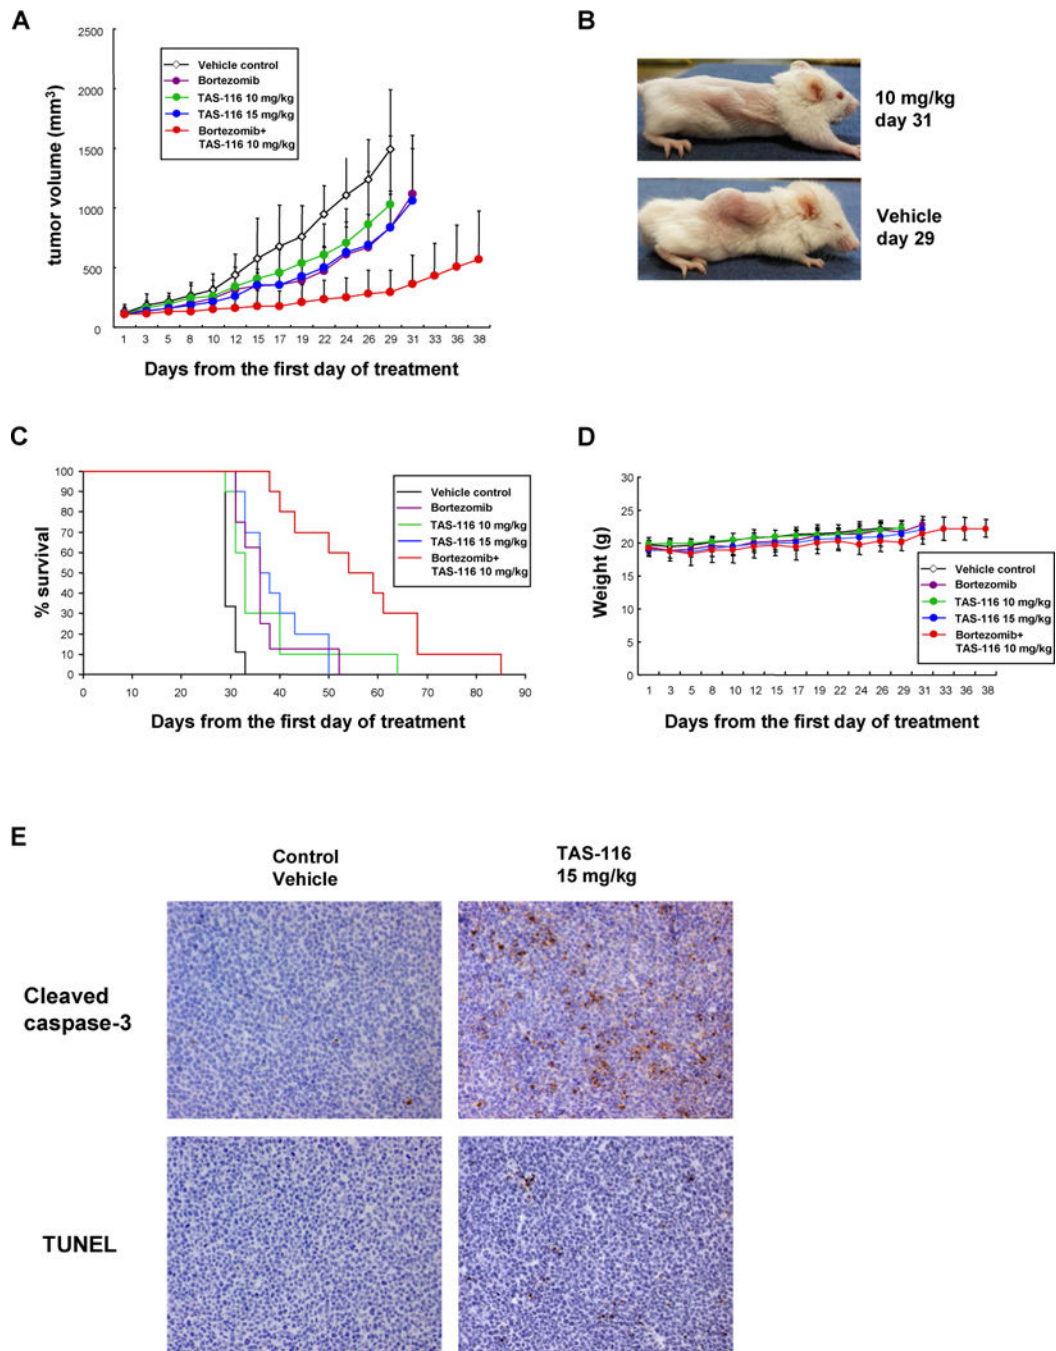 A
tumor volume (mm³)
2500
2000
1500
1000
500
0
Vehicle control
Bortezomib
TAS-116 10 mg/kg
TAS-116 15 mg/kg
Bortezomib+
TAS-116 10 mg/kg
1 3 5 8 10 12 15 17 19 22 24 26 29 31 33 36 38
Days from the first day of treatment
B
10 mg/kg
day 31
Vehicle
day 29
C
% survival
100
90
80
70
60
50
40
30
20
10
0
Vehicle control
Bortezomib
TAS-116 10 mg/kg
TAS-116 15 mg/kg
Bortezomib+
TAS-116 10 mg/kg
0 10 20 30 40 50 60 70 80 90
Days from the first day of treatment
D
Weight (g)
30
25
20
15
10
5
0
Vehicle control
Bortezomib
TAS-116 10 mg/kg
TAS-116 15 mg/kg
Bortezomib+
TAS-116 10 mg/kg
1 3 5 8 10 12 15 17 19 22 24 26 29 31 33 36 38
Days from the first day of treatment
E
Control
Vehicle
TAS-116
15 mg/kg
Cleaved
caspase-3
TUNEL